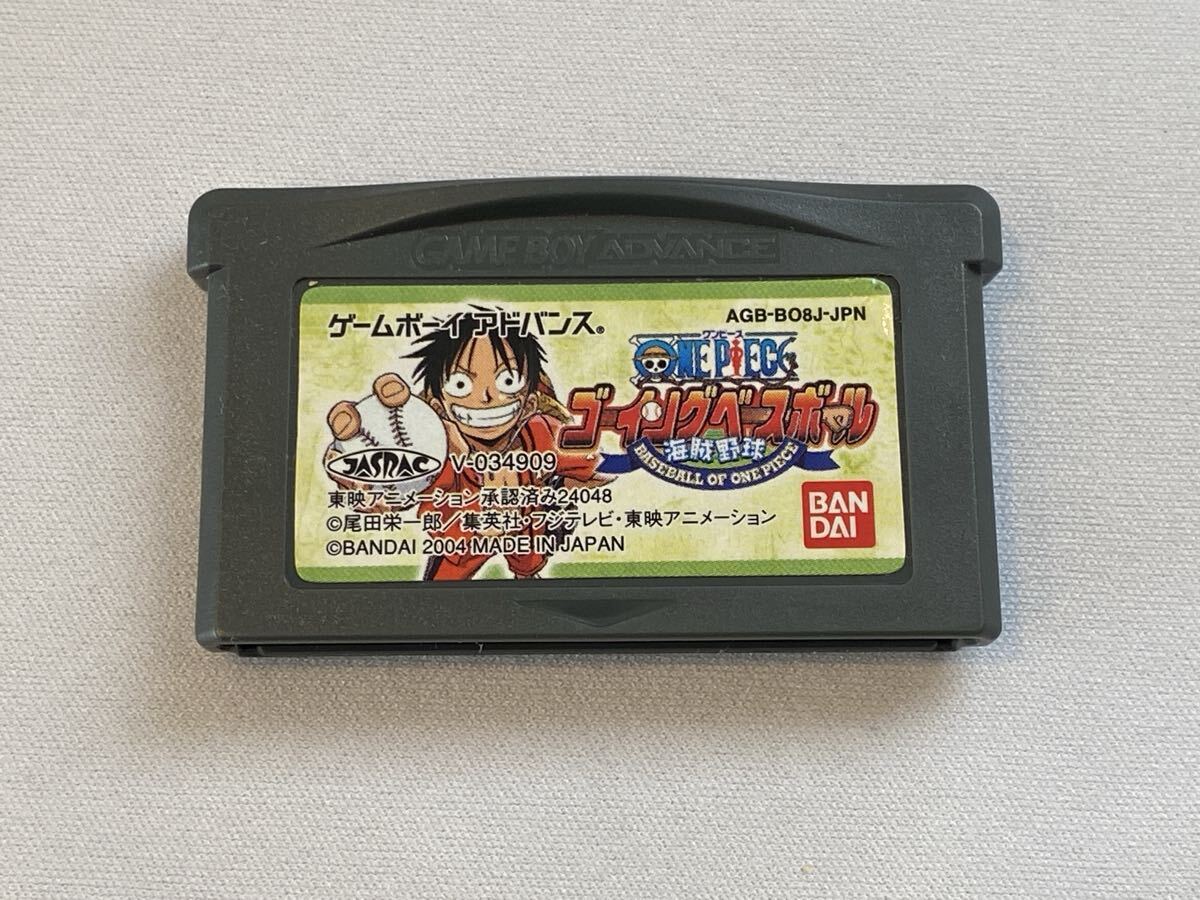 GAME BOY ADVANCE
ゲームボーイアドバンス®
AGB-BO8J-JPN
ワンピース
ONE PIECE
ゴーイングベースボール
海賊野球
BASEBALL OF ONE PIECE
JASRAC
V-034909
東映アニメーション承認済み24048
©尾田栄一郎／集英社・フジテレビ・東映アニメーション
©BANDAI 2004 MADE IN JAPAN
BAN
DAI